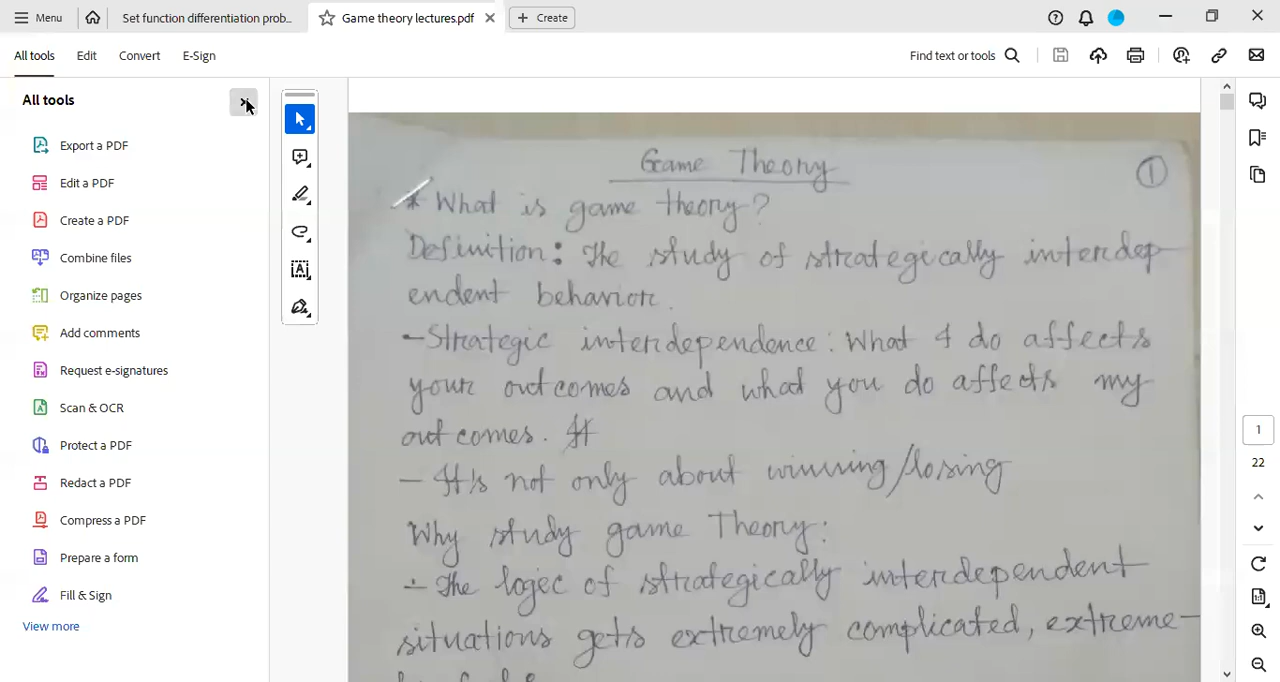 Menu
Set function differentiation prob...
Game theory lectures.pdf
Create
All tools
Edit
Convert
E-Sign
Find text or tools
All tools
Export a PDF
Edit a PDF
Create a PDF
Combine files
Organize pages
Add comments
Request e-signatures
Scan & OCR
Protect a PDF
Redact a PDF
Compress a PDF
Prepare a form
Fill & Sign
View more
Game Theory
1
* What is game theory?
Definition: The study of strategically interdep-
endent behavior.
- Strategic interdependence: What I do affects
your outcomes and what you do affects my
outcomes. It
- It's not only about winning/losing
Why study game Theory:
- The logic of strategically interdependent
situations gets extremely complicated, extreme-
1
22